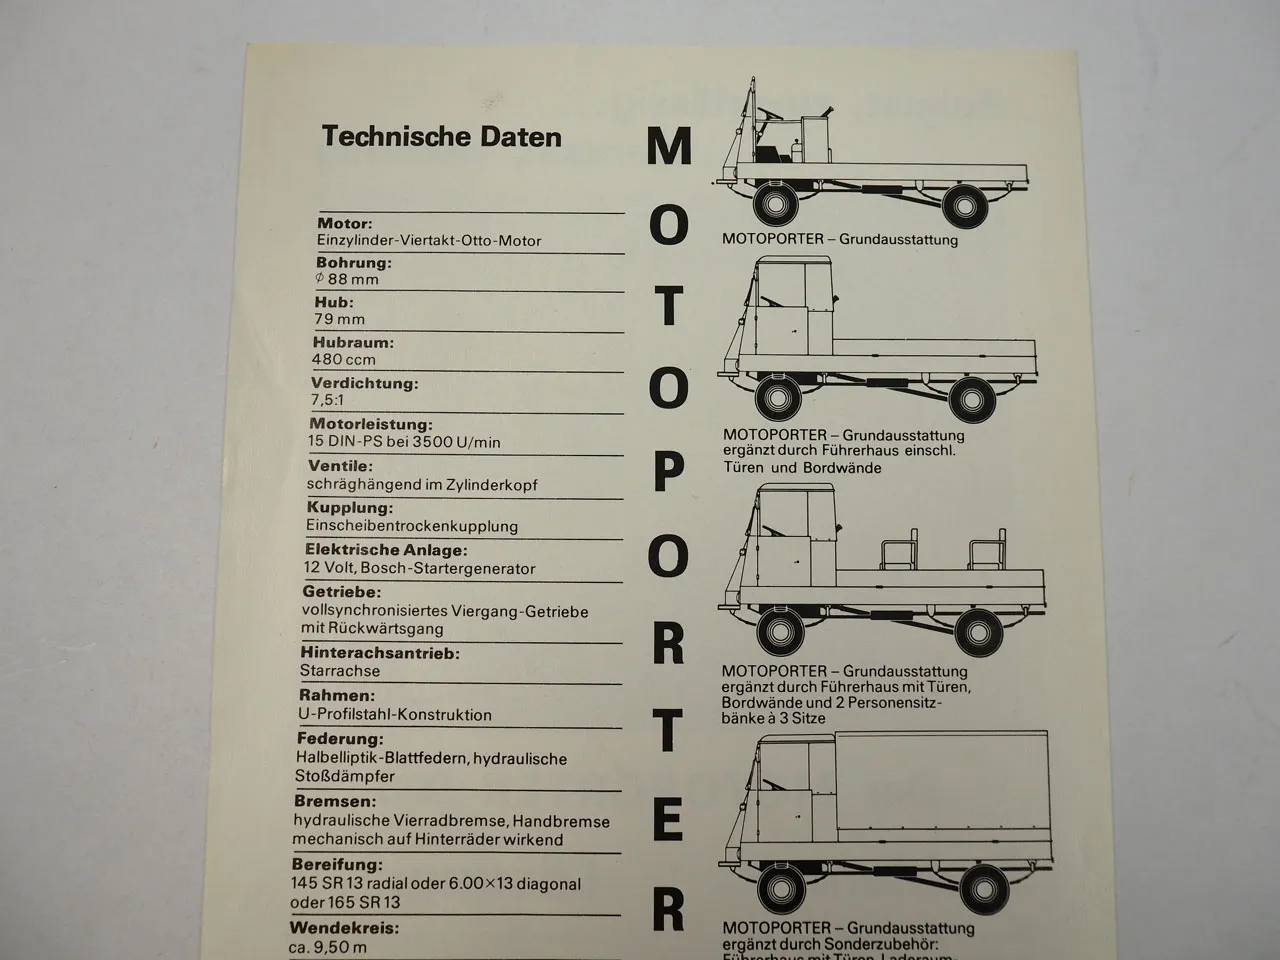 Technische Daten
Motor:
Einzylinder-Viertakt-Otto-Motor
Bohrung:
∅ 88 mm
Hub:
79 mm
Hubraum:
480 ccm
Verdichtung:
7,5:1
Motorleistung:
15 DIN-PS bei 3500 U/min
Ventile:
schräghängend im Zylinderkopf
Kupplung:
Einscheibentrockenkupplung
Elektrische Anlage:
12 Volt, Bosch-Startergenerator
Getriebe:
vollsynchronisiertes Viergang-Getriebe
mit Rückwärtsgang
Hinterachsantrieb:
Starrachse
Rahmen:
U-Profilstahl-Konstruktion
Federung:
Halbelliptik-Blattfedern, hydraulische
Stoßdämpfer
Bremsen:
hydraulische Vierradbremse, Handbremse
mechanisch auf Hinterräder wirkend
Bereifung:
145 SR 13 radial oder 6.00×13 diagonal
oder 165 SR 13
Wendekreis:
ca. 9,50 m
M
O
T
O
P
O
R
T
E
R
MOTOPORTER – Grundausstattung
MOTOPORTER – Grundausstattung
ergänzt durch Führerhaus einschl.
Türen und Bordwände
MOTOPORTER – Grundausstattung
ergänzt durch Führerhaus mit Türen,
Bordwände und 2 Personensitz-
bänke à 3 Sitze
MOTOPORTER – Grundausstattung
ergänzt durch Sonderzubehör:
Führerhaus mit Türen, Laderaum-